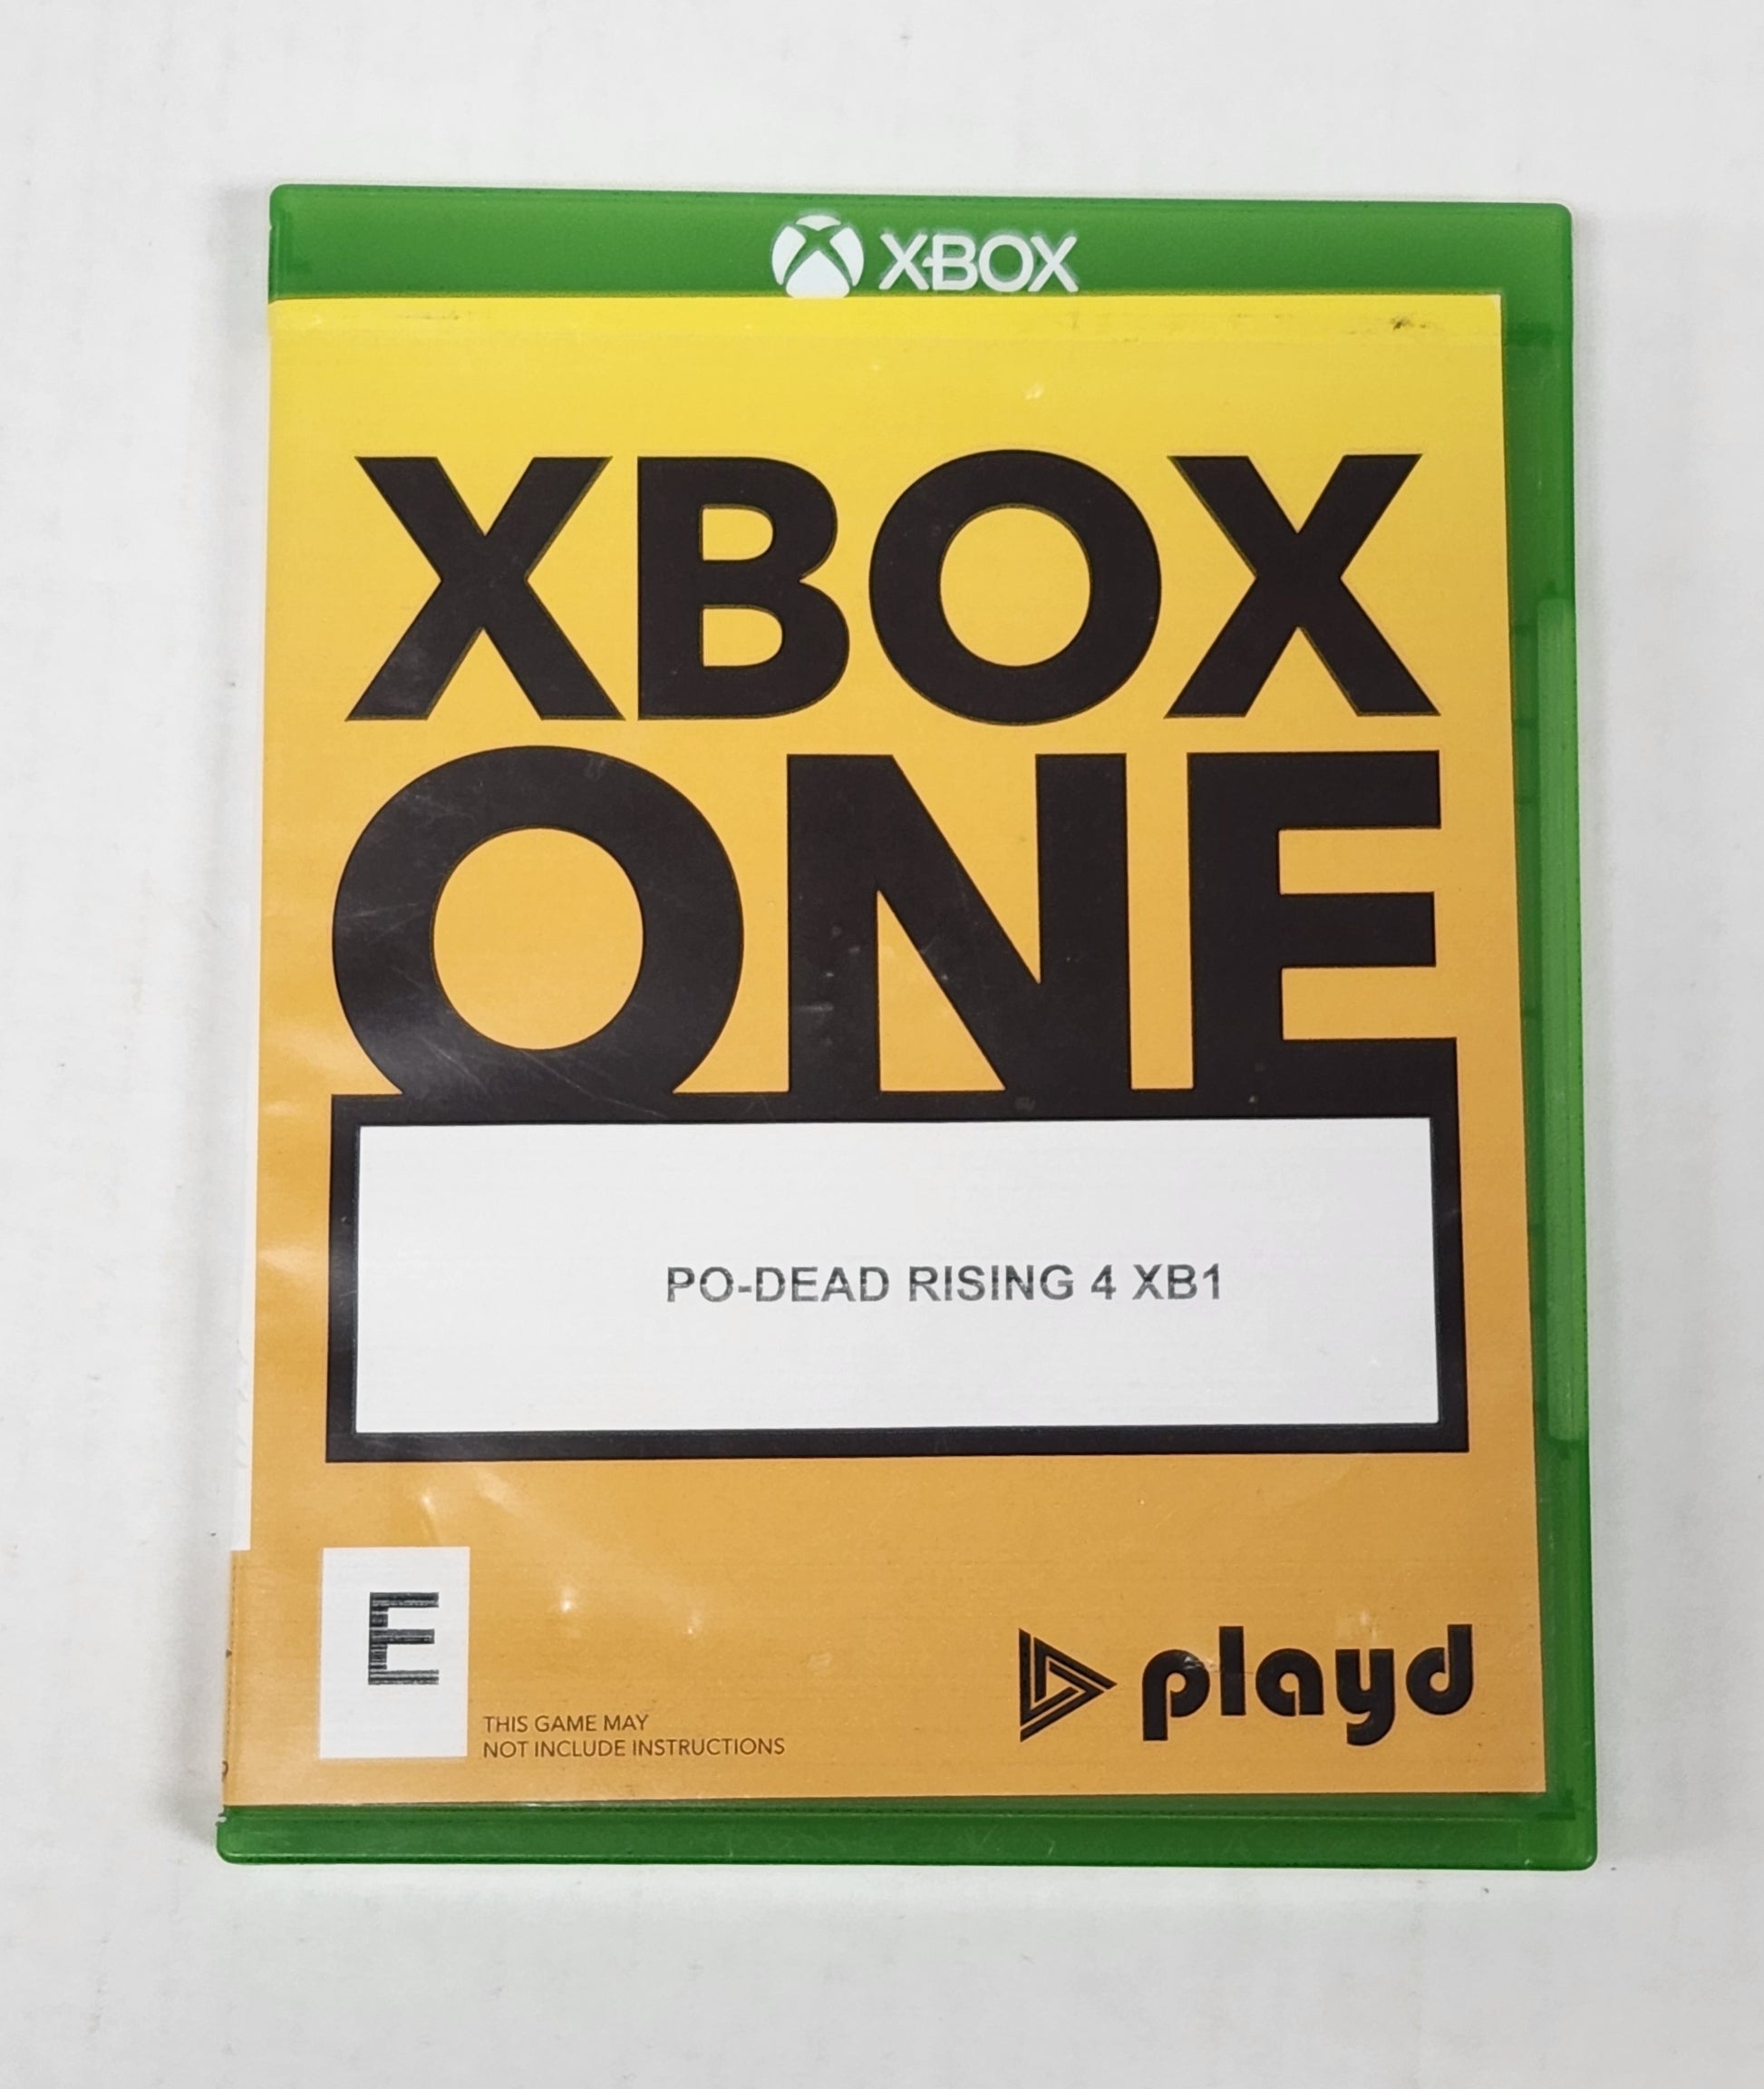 XBOX
XBOX
ONE
PO-DEAD RISING 4 XB1
E
THIS GAME MAY
NOT INCLUDE INSTRUCTIONS
playd